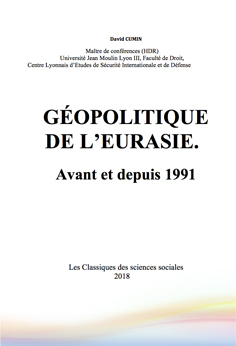 David CUMIN
Maître de conférences (HDR)
Université Jean Moulin Lyon III, Faculté de Droit,
Centre Lyonnais d'Etudes de Sécurité Internationale et de Défense
GÉOPOLITIQUE
DE L'EURASIE.
Avant et depuis 1991
Les Classiques des sciences sociales
2018